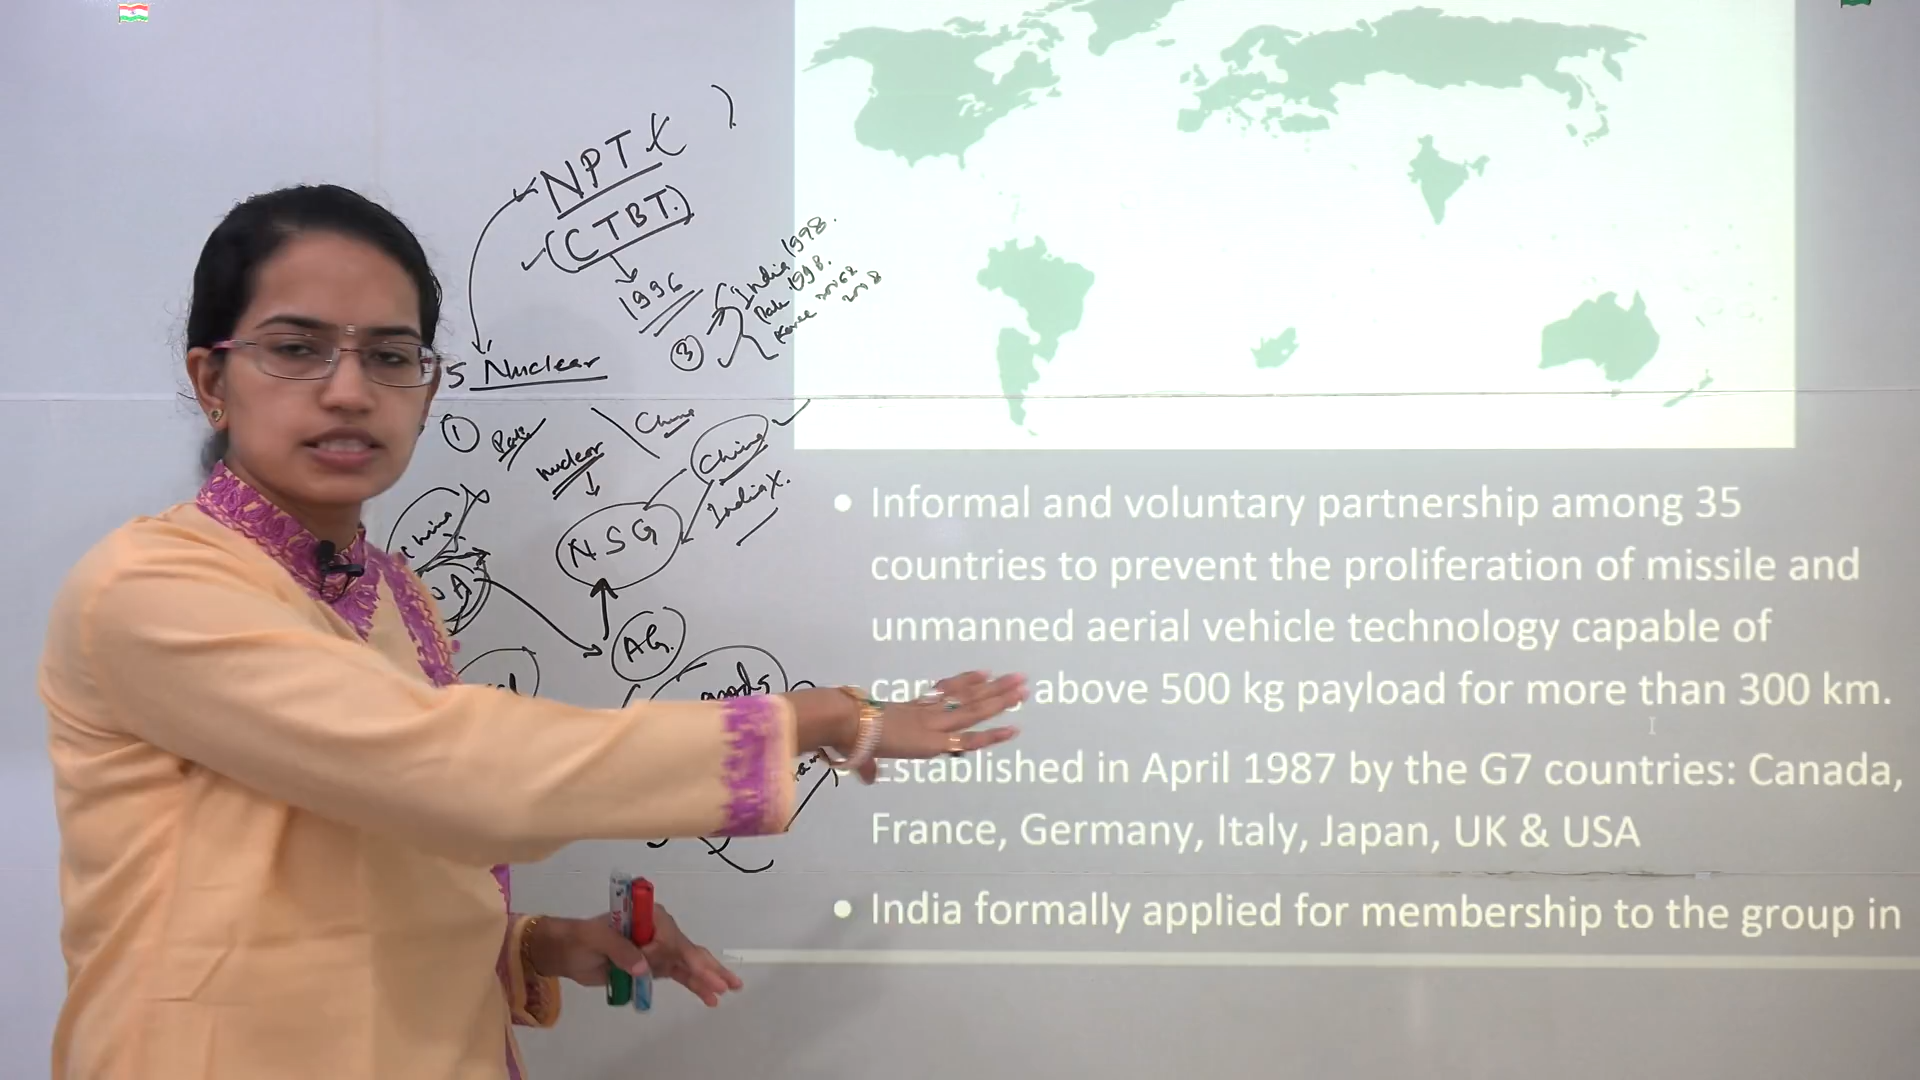 NPT X
(CTBT.)
1996
India 1998.
Pak. 1998.
3
5 Nuclear
1
Pak
nuclear
China
China
India X.
China
NSG
AG.
Informal and voluntary partnership among 35
countries to prevent the proliferation of missile and
unmanned aerial vehicle technology capable of
above 500 kg payload for more than 300 km.
Established in April 1987 by the G7 countries: Canada,
France, Germany, Italy, Japan, UK & USA
India formally applied for membership to the group in